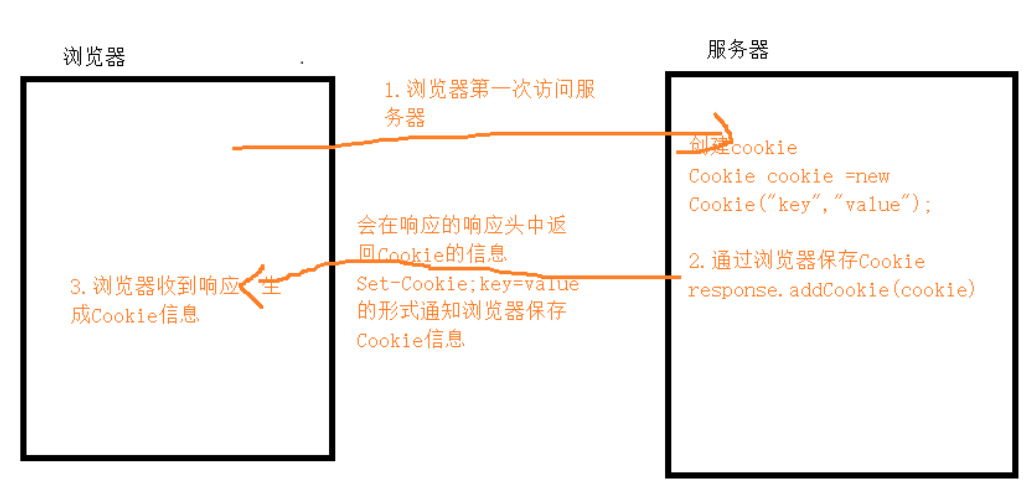 浏览器
服务器
1.浏览器第一次访问服
务器
创建cookie
Cookie cookie =new
Cookie("key","value");
会在响应的响应头中返
回Cookie的信息
Set-Cookie;key=value
的形式通知浏览器保存
Cookie信息
2.通过浏览器保存Cookie
response.addCookie(cookie)
3.浏览器收到响应 生
成Cookie信息